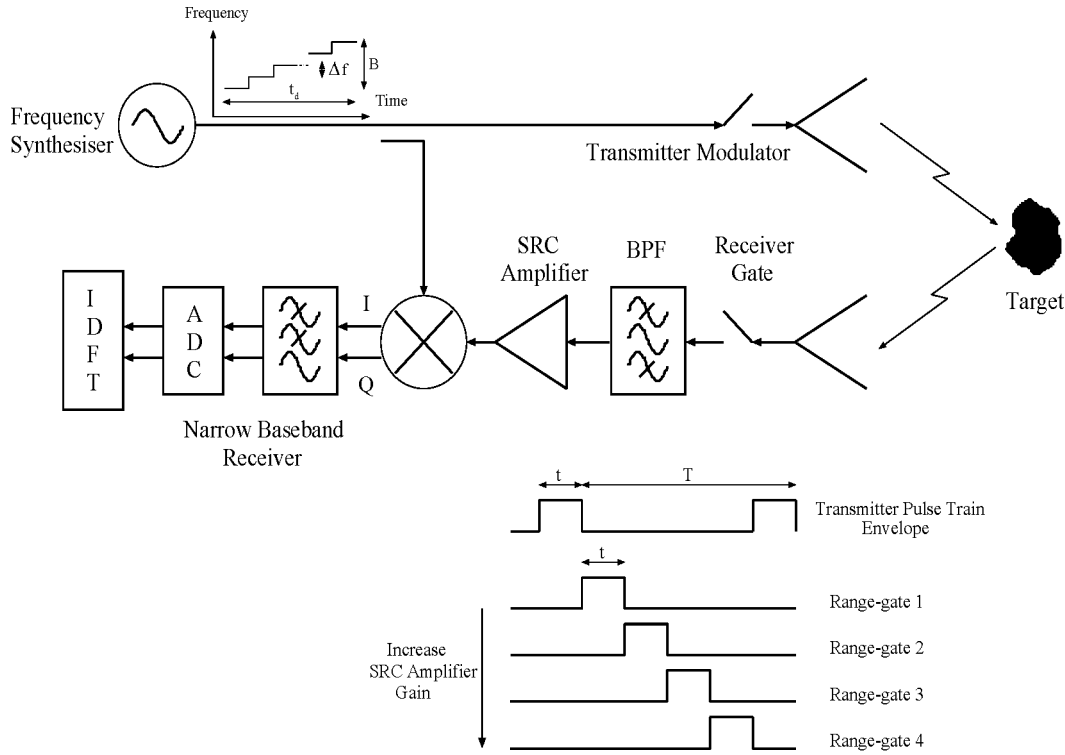 Frequency
B
Δf
t_d
Time
Frequency
Synthesiser
Transmitter Modulator
SRC
Amplifier
BPF
Receiver
Gate
Target
I
D
F
T
A
D
C
I
Q
Narrow Baseband
Receiver
t
T
Transmitter Pulse Train
Envelope
t
Range-gate 1
Increase
SRC Amplifier
Gain
Range-gate 2
Range-gate 3
Range-gate 4